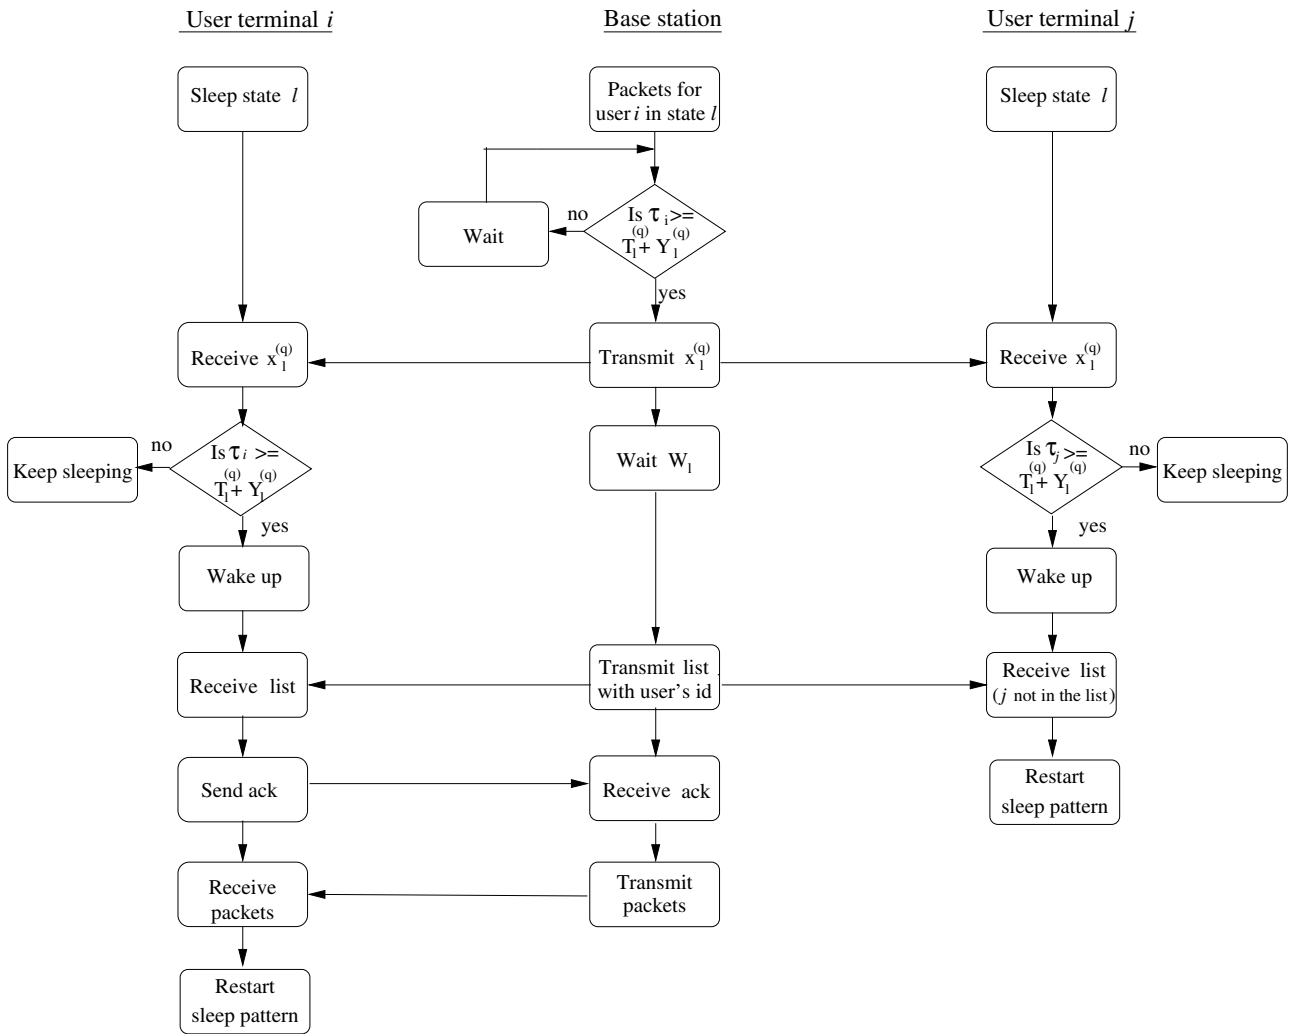 User terminal i
Base station
User terminal j
Sleep state l
Packets for
user i in state l
Sleep state l
no
Is τ i >=
T_l^(q) + Y_l^(q)
Wait
yes
Receive x_l^(q)
Transmit x_l^(q)
Receive x_l^(q)
no
Is τ i >=
T_l^(q) + Y_l^(q)
Keep sleeping
yes
Wait W_l
Is τ j >=
T_l^(q) + Y_l^(q)
no
Keep sleeping
yes
Wake up
Wake up
Receive list
Transmit list
with user's id
Receive list
(j not in the list)
Send ack
Receive ack
Restart
sleep pattern
Receive
packets
Transmit
packets
Restart
sleep pattern